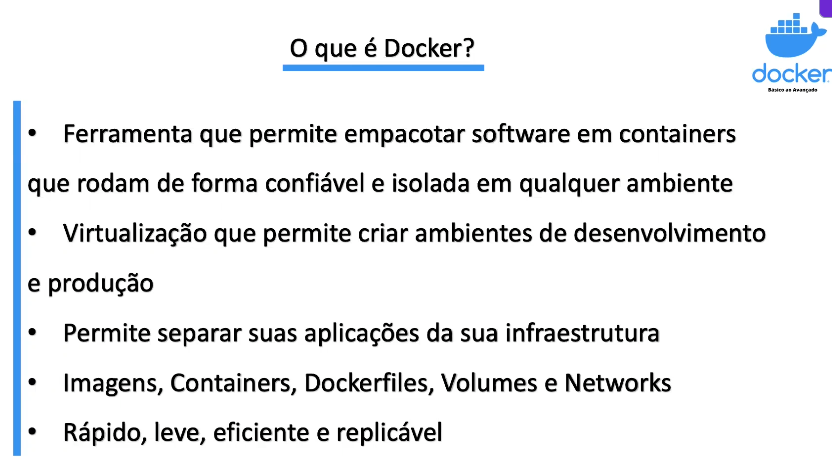 O que é Docker?
docker
Básico ao Avançado
• Ferramenta que permite empacotar software em containers
que rodam de forma confiável e isolada em qualquer ambiente
• Virtualização que permite criar ambientes de desenvolvimento
e produção
• Permite separar suas aplicações da sua infraestrutura
• Imagens, Containers, Dockerfiles, Volumes e Networks
• Rápido, leve, eficiente e replicável